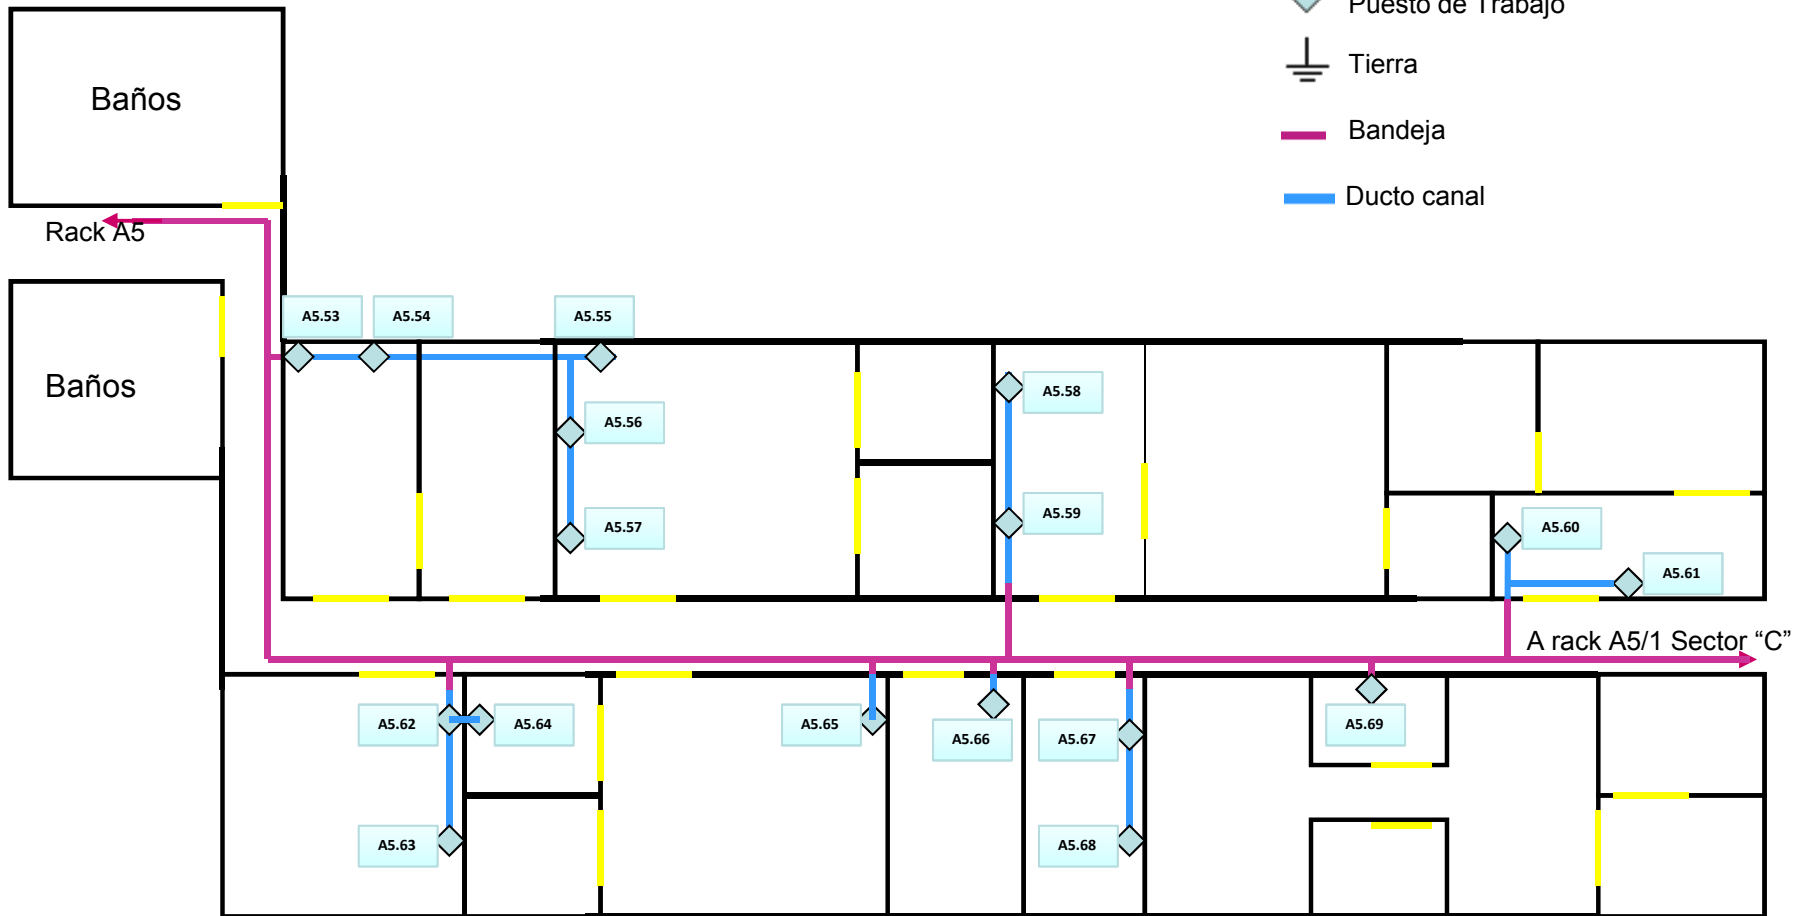 Puesto de Trabajo
Baños
Tierra
Bandeja
Ducto canal
Rack A5
A5.53
A5.54
A5.55
Baños
A5.58
A5.56
A5.59
A5.57
A5.60
A5.61
A rack A5/1 Sector “C”
A5.62
A5.64
A5.65
A5.66
A5.67
A5.69
A5.63
A5.68